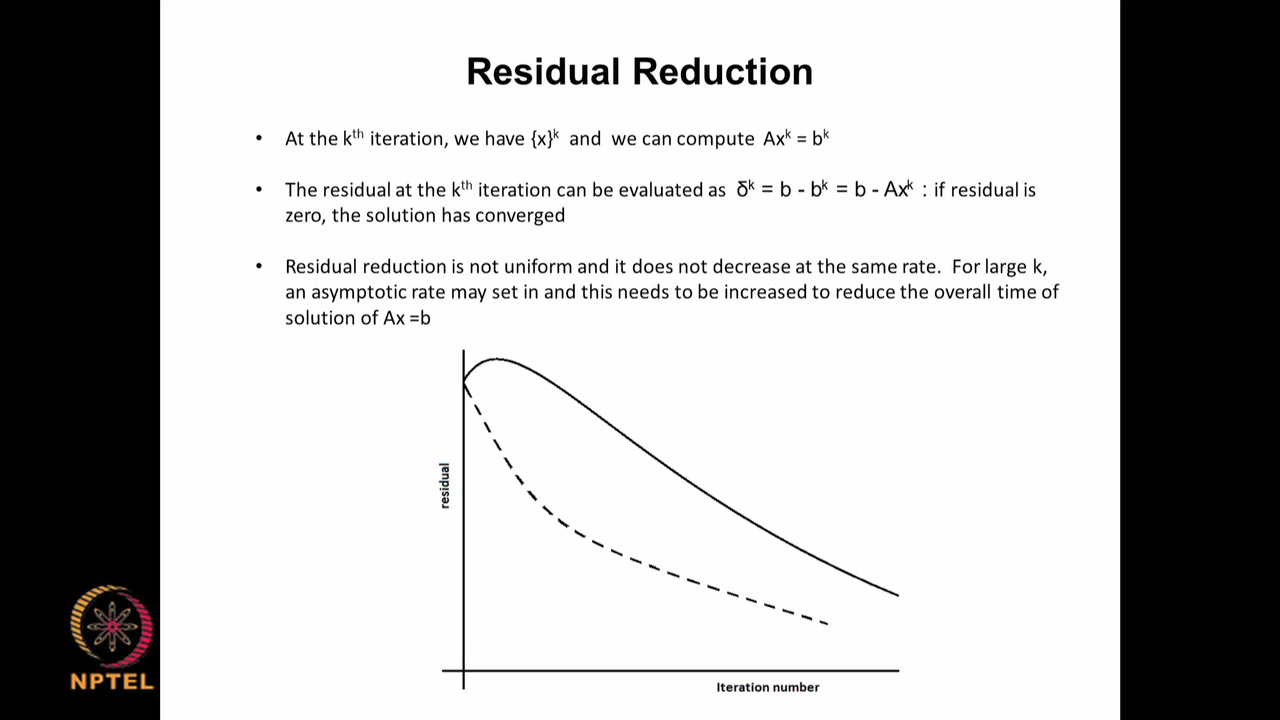 Residual Reduction
• At the kᵗʰ iteration, we have {x}ᵏ and we can compute Axᵏ = bᵏ
• The residual at the kᵗʰ iteration can be evaluated as δᵏ = b - bᵏ = b - Axᵏ : if residual is
zero, the solution has converged
• Residual reduction is not uniform and it does not decrease at the same rate. For large k,
an asymptotic rate may set in and this needs to be increased to reduce the overall time of
solution of Ax =b
residual
Iteration number
NPTEL